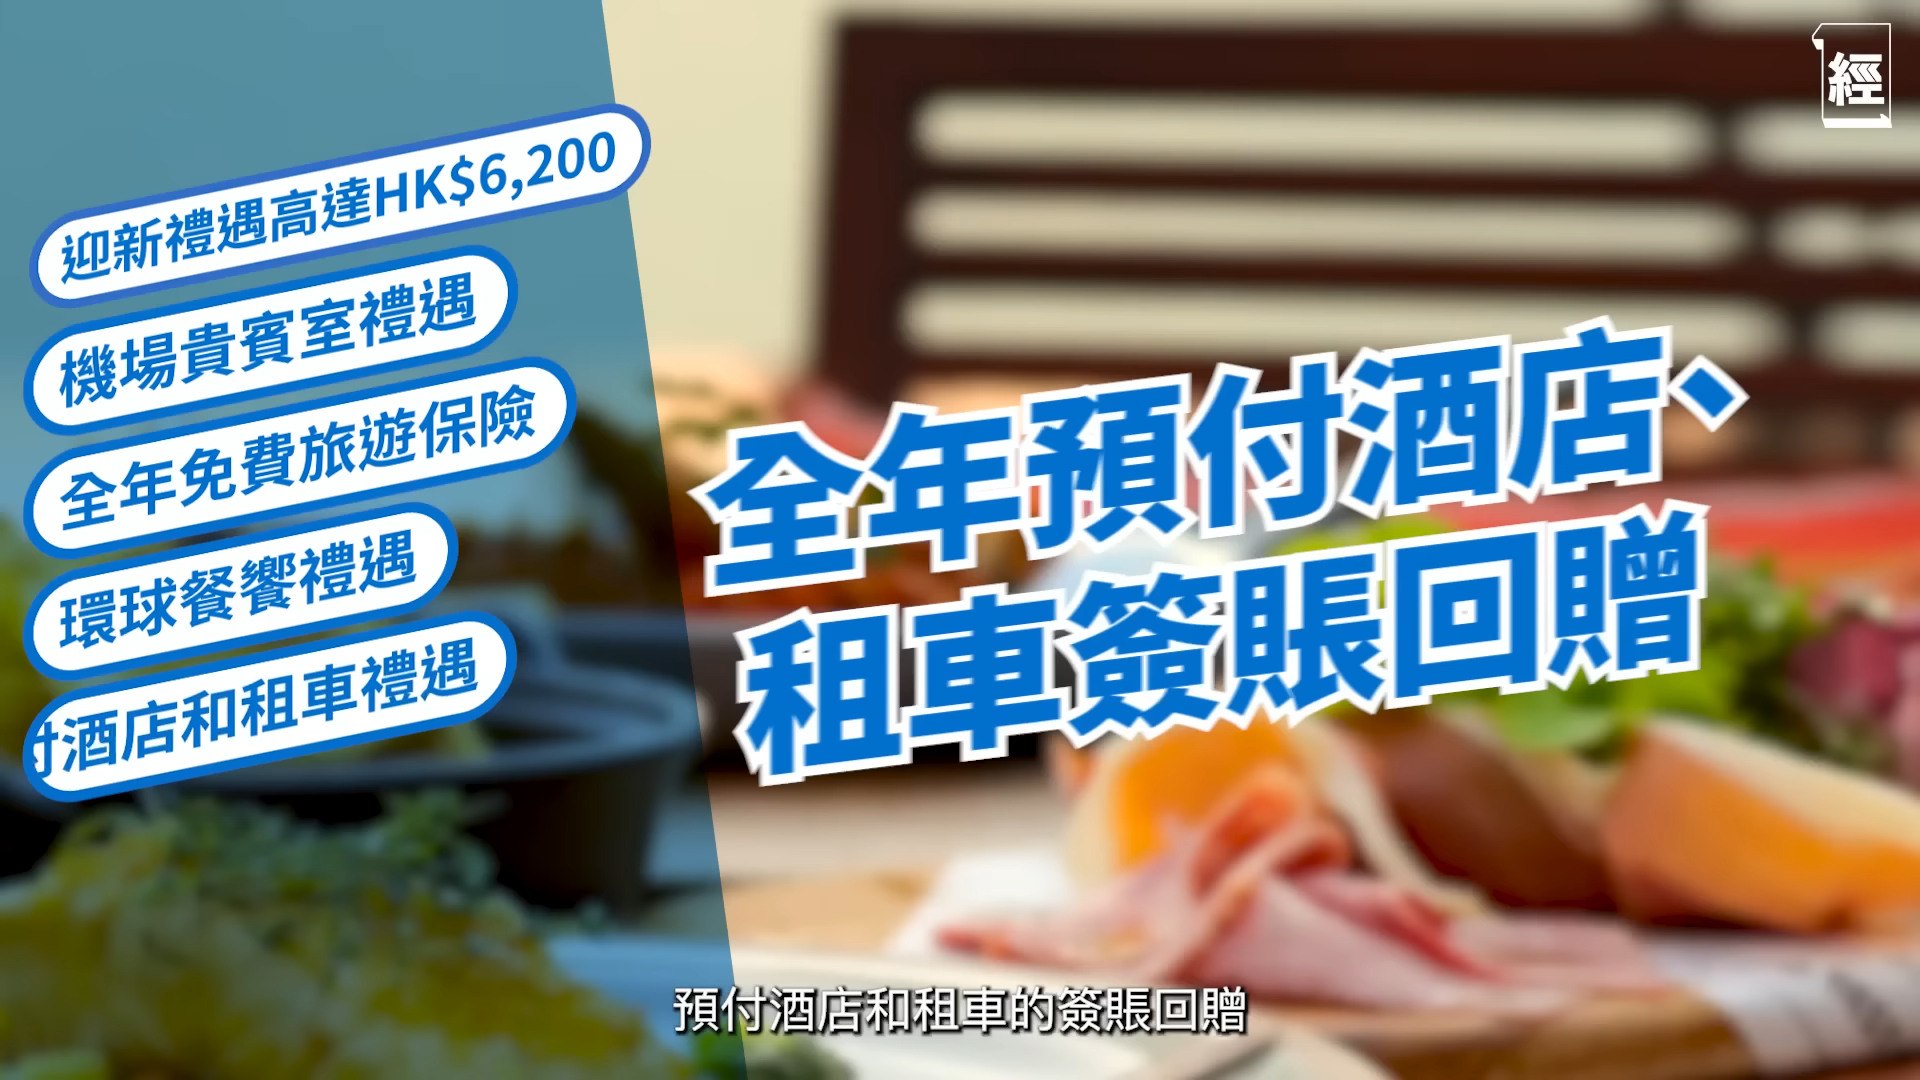 經
迎新禮遇高達HK$6,200
機場貴賓室禮遇
全年免費旅遊保險
環球餐饗禮遇
付酒店和租車禮遇
全年預付酒店、
租車簽賬回贈
預付酒店和租車的簽賬回贈